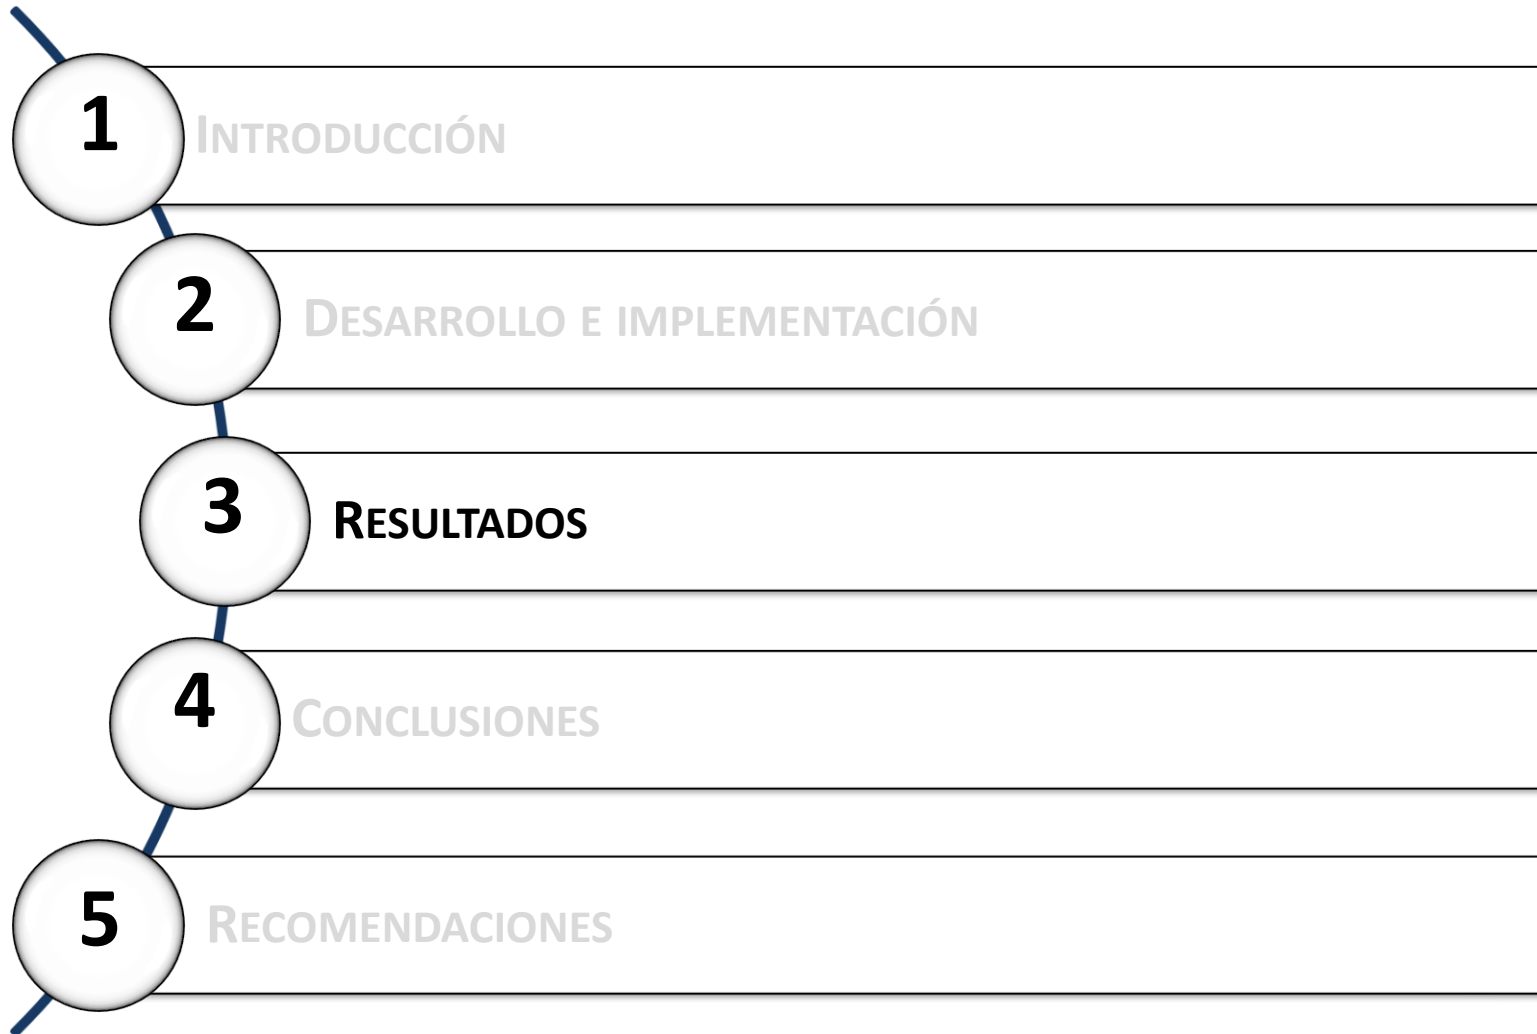 1 INTRODUCCIÓN
2 DESARROLLO E IMPLEMENTACIÓN
3 RESULTADOS
4 CONCLUSIONES
5 RECOMENDACIONES